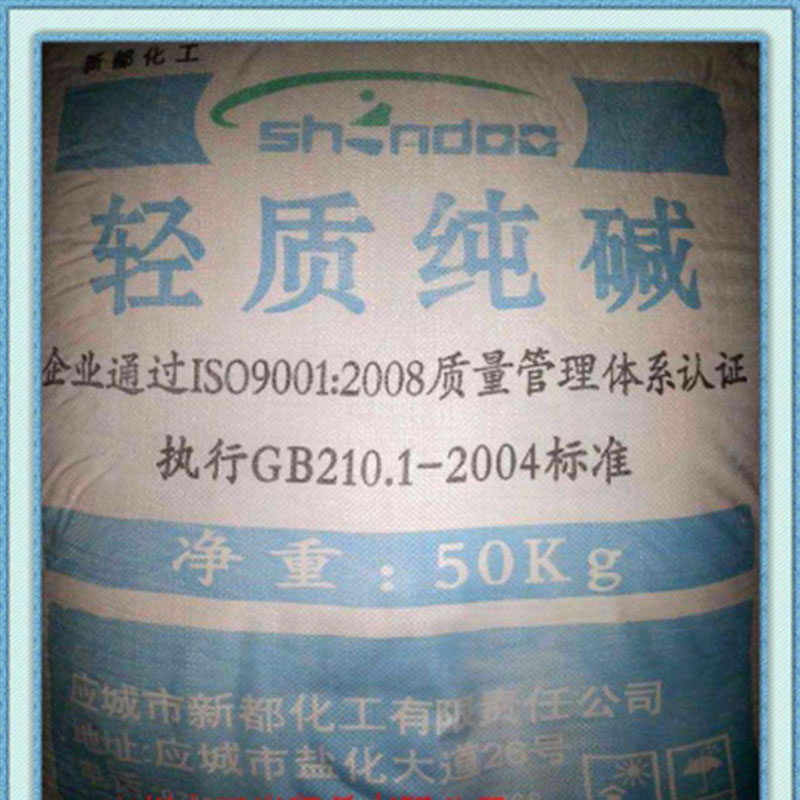 新都化工
shindoo
轻质纯碱
企业通过ISO9001:2008质量管理体系认证
执行GB210.1-2004标准
净重:50Kg
应城市新都化工有限责任公司
地址:应城市盐化大道26号
电话: